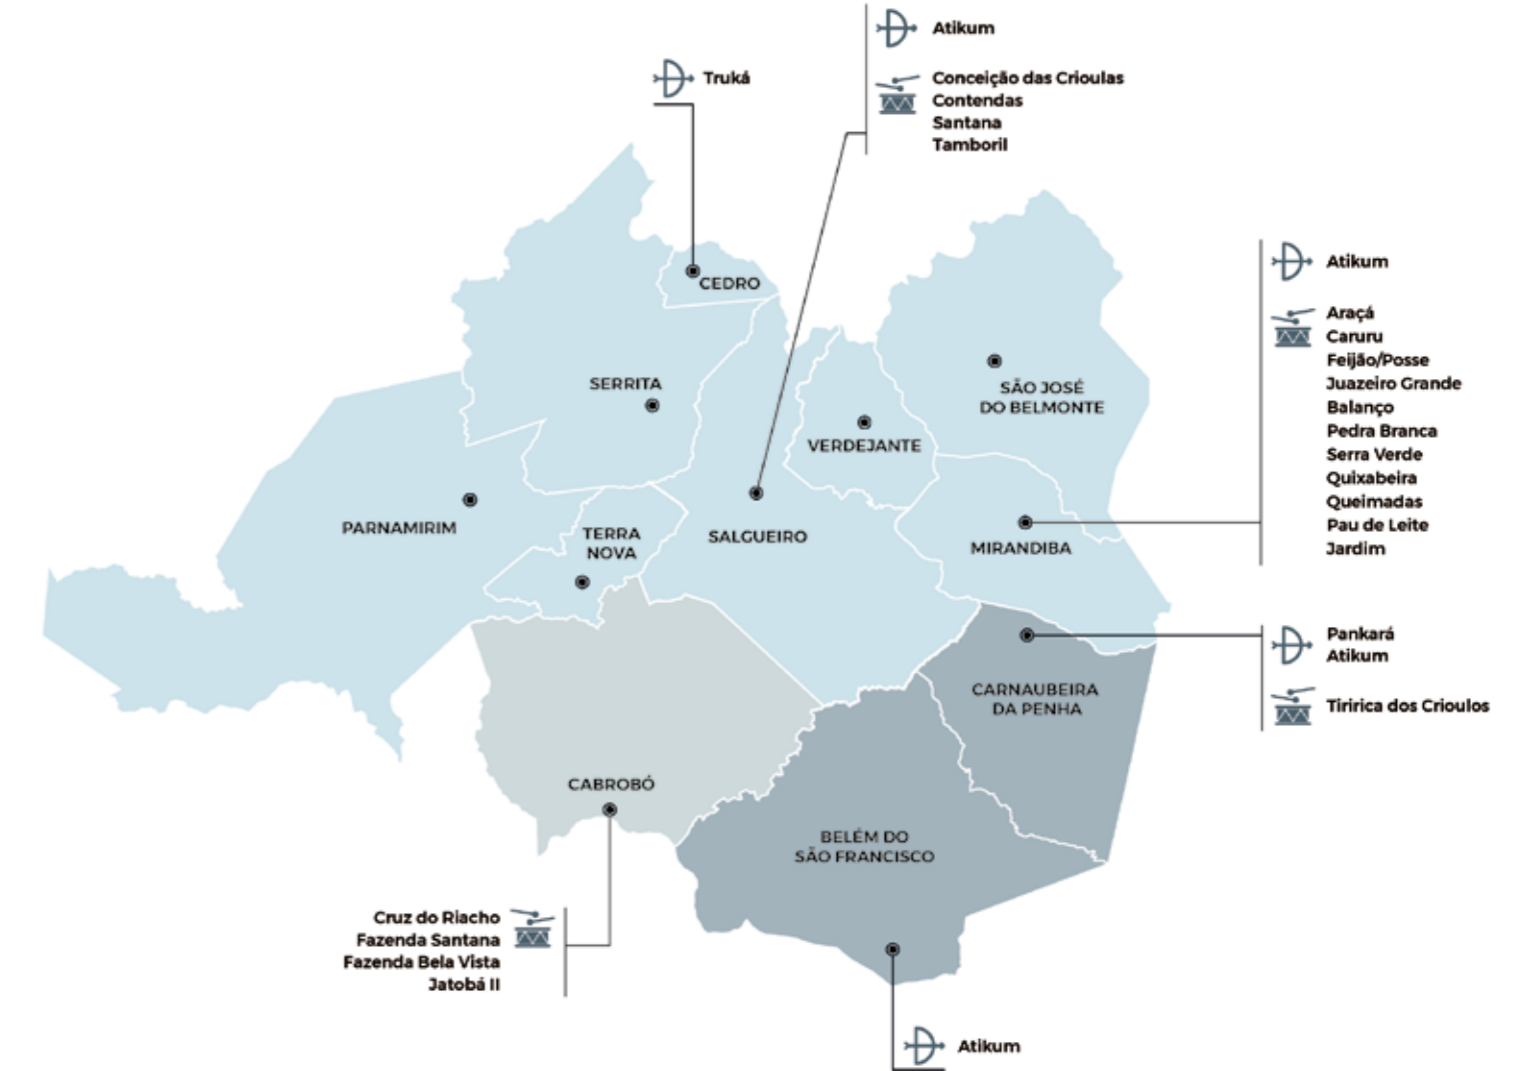 Atikum
Conceição das Crioulas
Contendas
Santana
Tamboril
Truká
CEDRO
SERRITA
SÃO JOSÉ
DO BELMONTE
VERDEJANTE
PARNAMIRIM
TERRA
NOVA
SALGUEIRO
MIRANDIBA
Atikum
Araçá
Caruru
Feijão/Posse
Juazeiro Grande
Balanço
Pedra Branca
Serra Verde
Quixabeira
Queimadas
Pau de Leite
Jardim
Pankará
Atikum
Tiririca dos Crioulos
CARNAUBEIRA
DA PENHA
CABROBÓ
BELÉM DO
SÃO FRANCISCO
Cruz do Riacho
Fazenda Santana
Fazenda Bela Vista
Jatobá II
Atikum